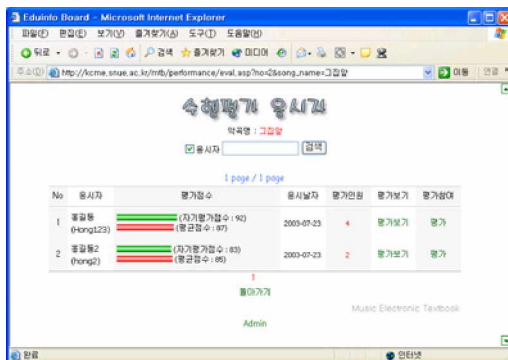 Eduinfo Board - Microsoft Internet Explorer
파일(F) 편집(E) 보기(V) 즐겨찾기(A) 도구(T) 도움말(H)
뒤로 검색 즐겨찾기 미디어
주소(D) http://kcme.snue.ac.kr/mtb/performance/eval.asp?no=2&song_name=그집앞 이동 연결
수행평가 응시자
악곡명 : 그집앞
응시자 검색
1 page / 1 page
No 응시자 평가점수 응시날자 평가인원 평가보기 평가참여
1 홍길동 (Hong123) (자기평가점수 : 92) (평균점수 : 87) 2003-07-23 4 평가보기 평가
2 홍길동2 (hong2) (자기평가점수 : 83) (평균점수 : 85) 2003-07-23 2 평가보기 평가
1
돌아가기
Music Electronic Textbook
Admin
완료 인터넷